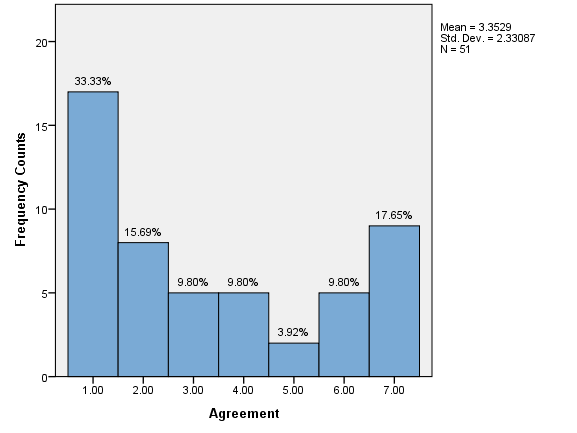 Mean = 3.3529
Std. Dev. = 2.33087
N = 51
Frequency Counts
20
15
10
5
0
33.33%
15.69%
9.80%
9.80%
3.92%
9.80%
17.65%
1.00 2.00 3.00 4.00 5.00 6.00 7.00
Agreement